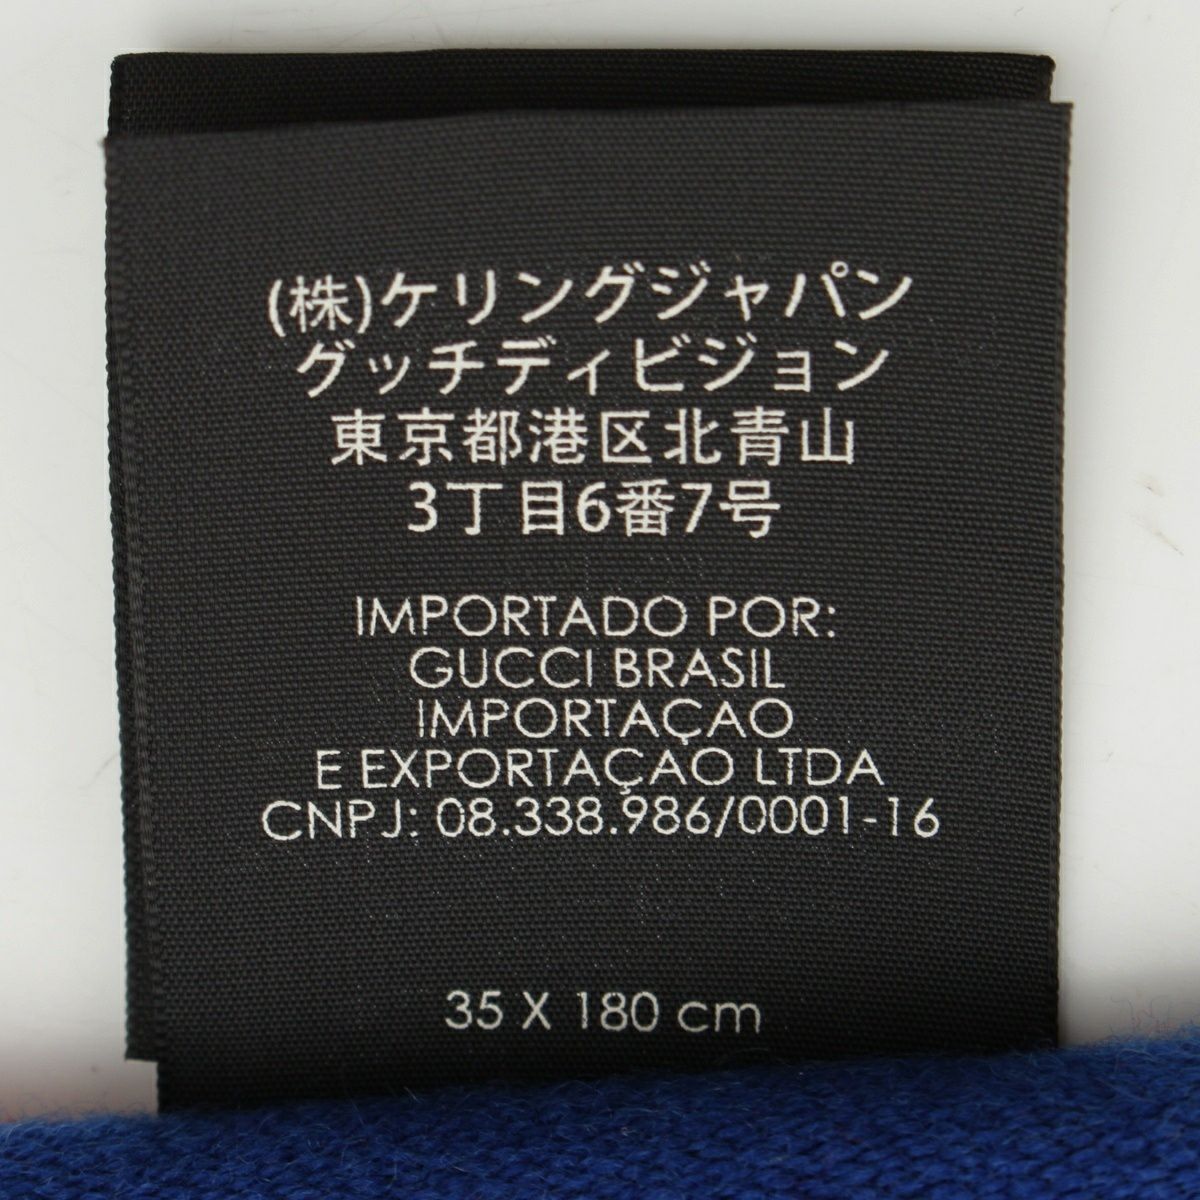 (株)ケリングジャパン
グッチディビジョン
東京都港区北青山
3丁目6番7号
IMPORTADO POR:
GUCCI BRASIL
IMPORTAÇAO
E EXPORTAÇAO LTDA
CNPJ: 08.338.986/0001-16
35 X 180 cm